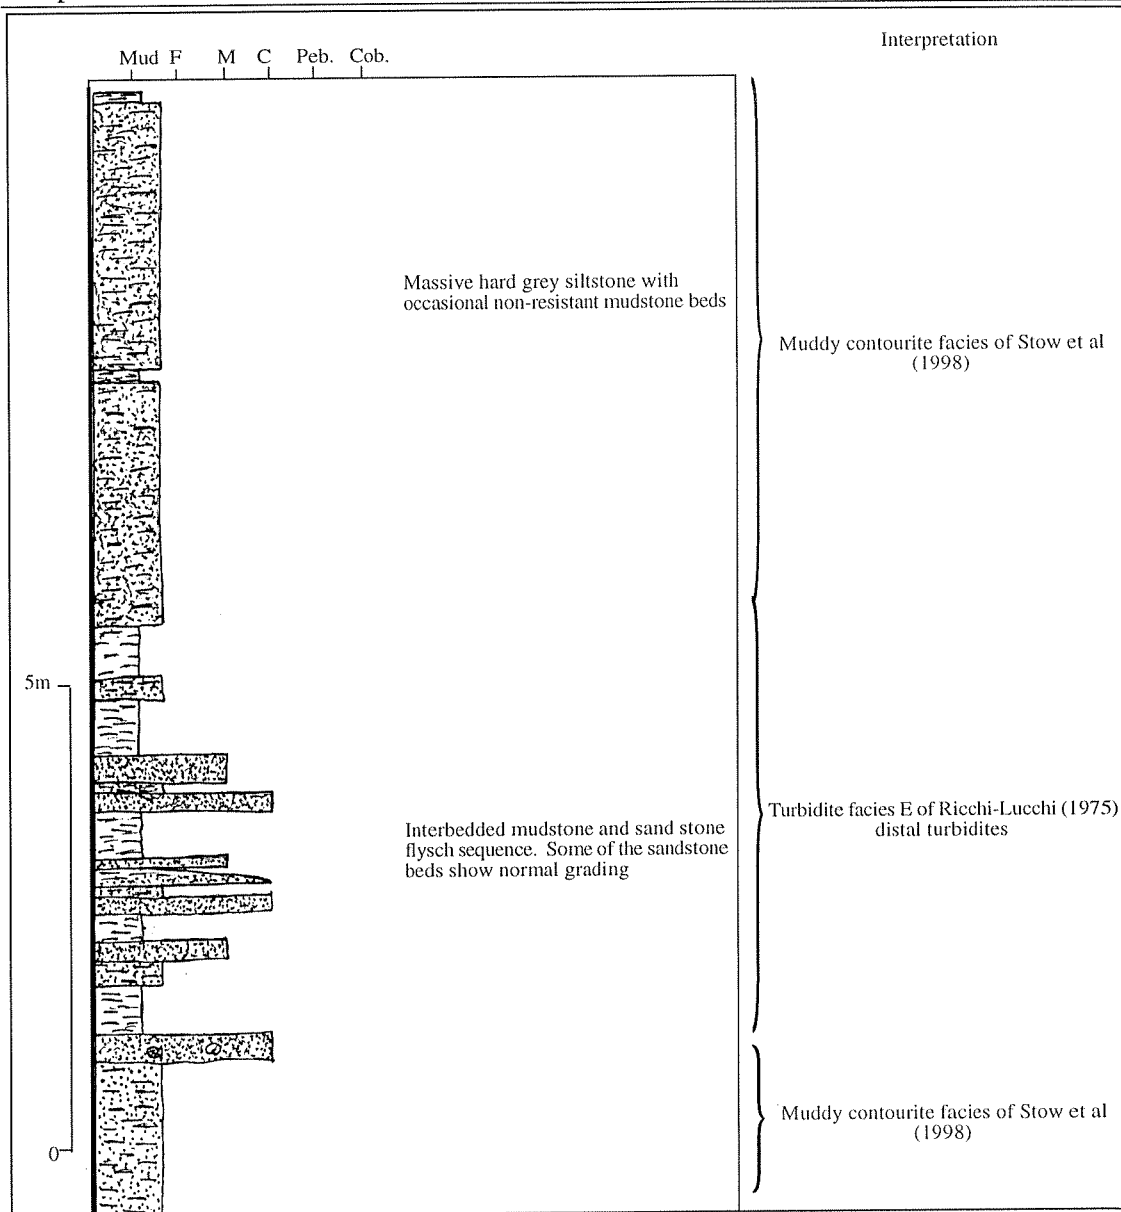 Interpretation
Mud F M C Peb. Cob.
Massive hard grey siltstone with
occasional non-resistant mudstone beds
Muddy contourite facies of Stow et al
(1998)
5m
Interbedded mudstone and sand stone
flysch sequence. Some of the sandstone
beds show normal grading
Turbidite facies E of Ricchi-Lucchi (1975)
distal turbidites
Muddy contourite facies of Stow et al
(1998)
0